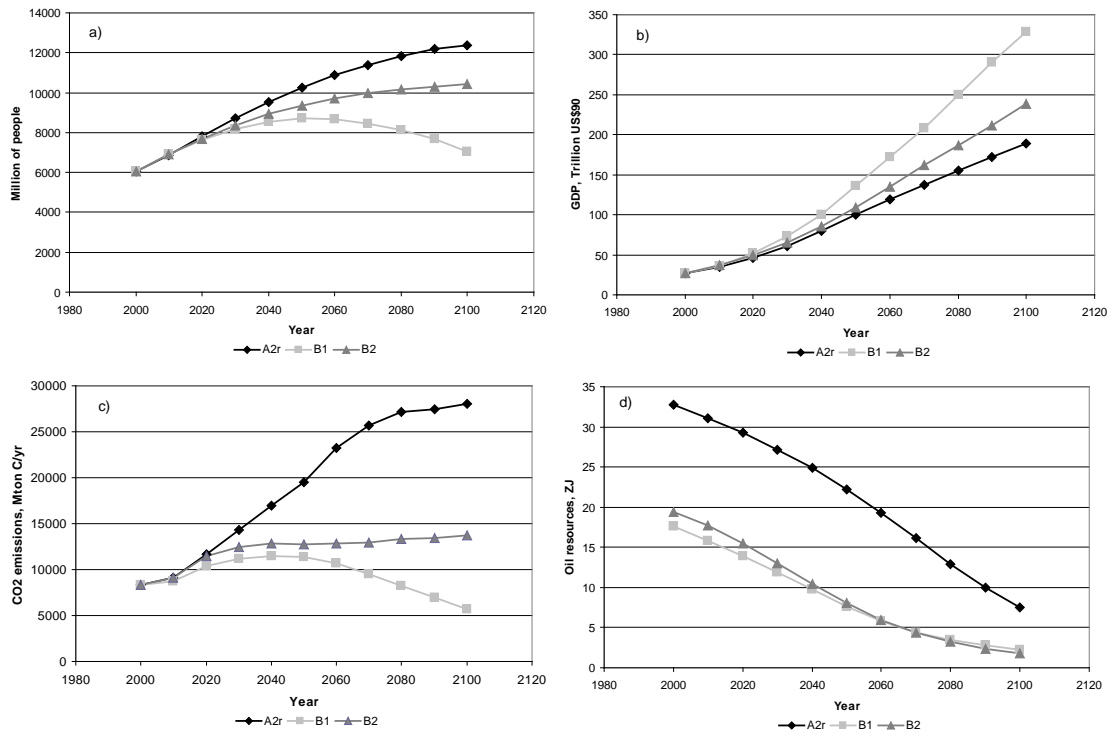 a)
14000
12000
10000
8000
6000
4000
2000
0
Million of people
1980 2000 2020 2040 2060 2080 2100 2120
Year
A2r B1 B2
b)
350
300
250
200
150
100
50
0
GDP, Trillion US$90
1980 2000 2020 2040 2060 2080 2100 2120
Year
A2r B1 B2
c)
30000
25000
20000
15000
10000
5000
0
CO2 emissions, Mton C/yr
1980 2000 2020 2040 2060 2080 2100 2120
Year
A2r B1 B2
d)
35
30
25
20
15
10
5
0
Oil resources, ZJ
1980 2000 2020 2040 2060 2080 2100 2120
Year
A2r B1 B2